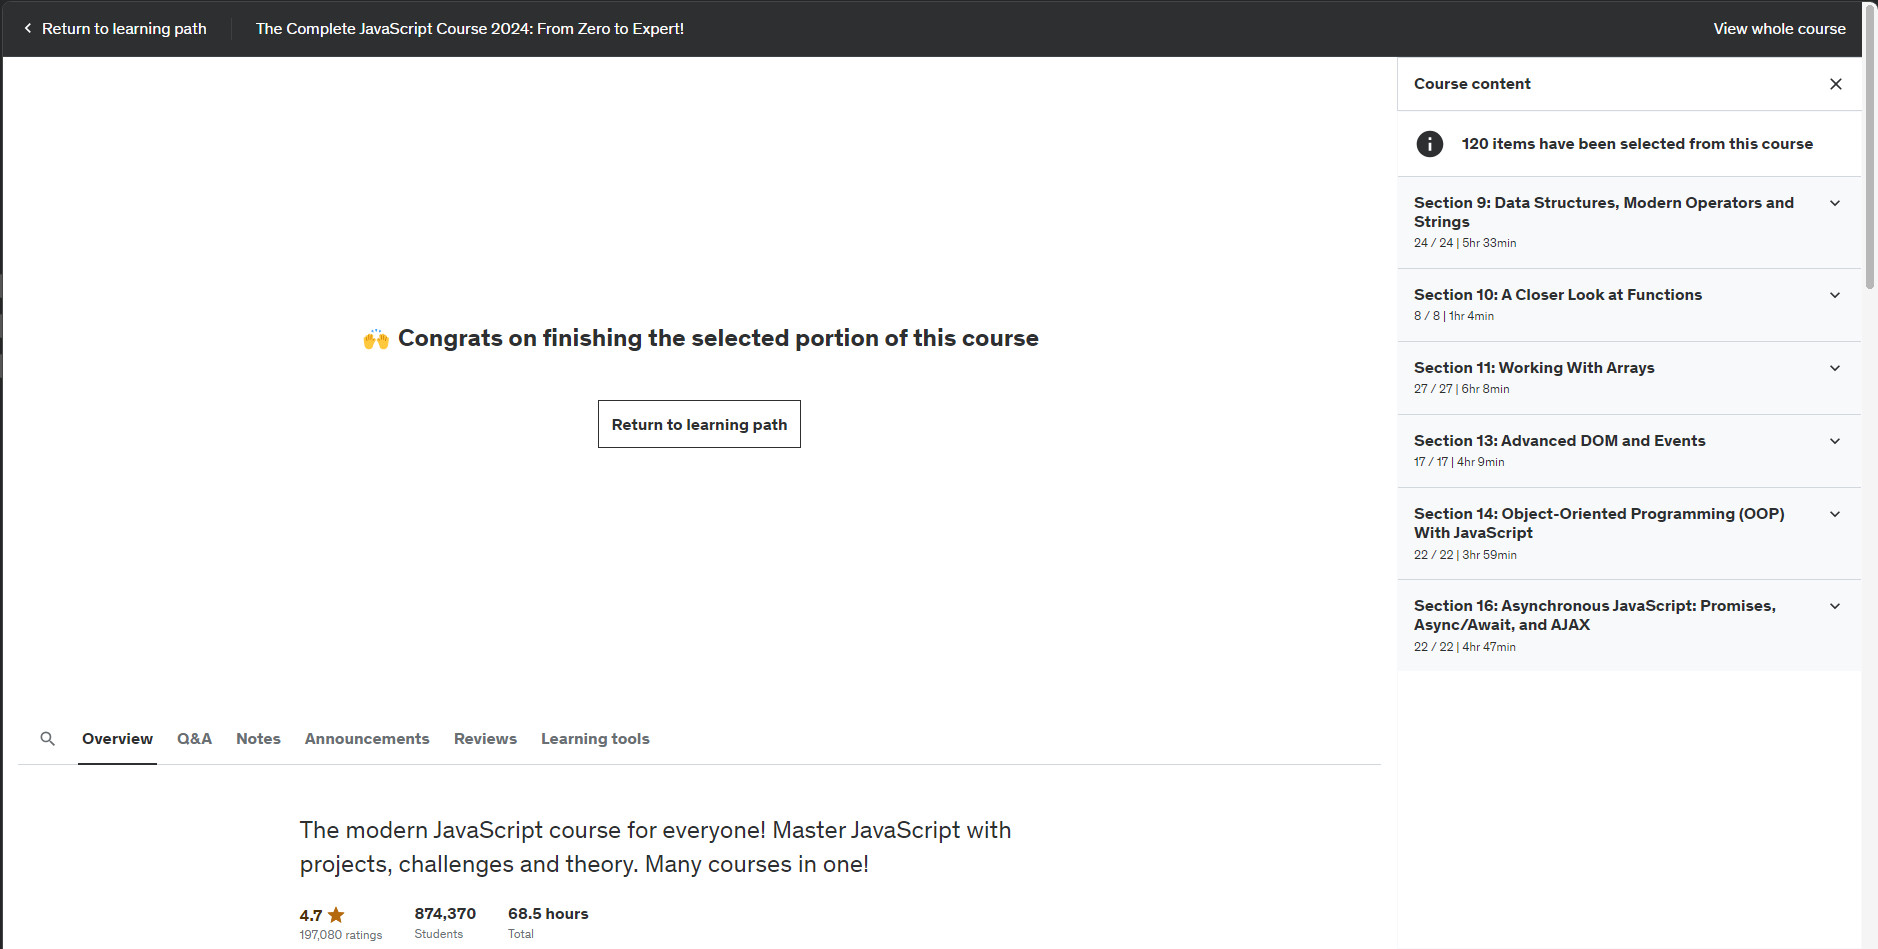 Return to learning path
The Complete JavaScript Course 2024: From Zero to Expert!
View whole course
🙌 Congrats on finishing the selected portion of this course
Return to learning path
Course content
120 items have been selected from this course
Section 9: Data Structures, Modern Operators and
Strings
24 / 24 | 5hr 33min
Section 10: A Closer Look at Functions
8 / 8 | 1hr 4min
Section 11: Working With Arrays
27 / 27 | 6hr 8min
Section 13: Advanced DOM and Events
17 / 17 | 4hr 9min
Section 14: Object-Oriented Programming (OOP)
With JavaScript
22 / 22 | 3hr 59min
Section 16: Asynchronous JavaScript: Promises,
Async/Await, and AJAX
22 / 22 | 4hr 47min
Overview
Q&A
Notes
Announcements
Reviews
Learning tools
The modern JavaScript course for everyone! Master JavaScript with
projects, challenges and theory. Many courses in one!
4.7
197,080 ratings
874,370
Students
68.5 hours
Total